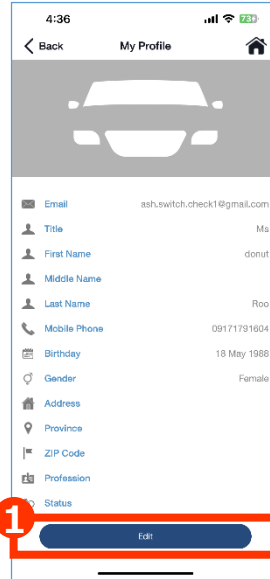 4:36 73
Back My Profile
Email ash.switch.check1@gmail.com
Title Ms
First Name donut
Middle Name
Last Name Roo
Mobile Phone 09171791604
Birthday 18 May 1988
Gender Female
Address
Province
ZIP Code
Profession
Status
1
Edit